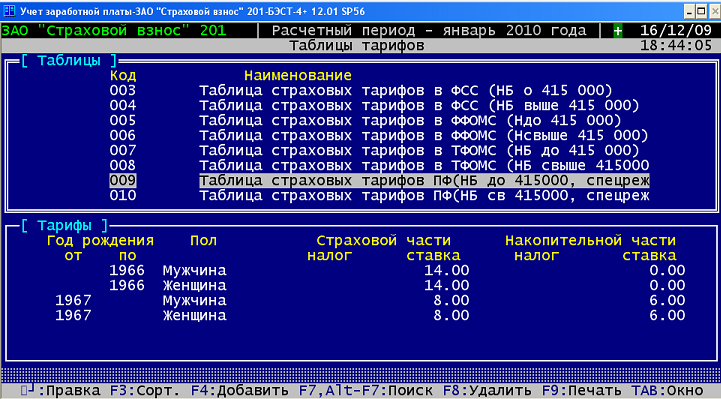 Учет заработной платы-ЗАО "Страховой взнос" 201-БЭСТ-4+ 12.01 SP56
ЗАО "Страховой взнос" 201 | Расчетный период - январь 2010 года | + 16/12/09
Таблицы тарифов 18:44:05
[ Таблицы ]
Код Наименование
003 Таблица страховых тарифов в ФСС (НБ о 415 000)
004 Таблица страховых тарифов в ФСС (НБ выше 415 000)
005 Таблица страховых тарифов в ФФОМС (Ндо 415 000)
006 Таблица страховых тарифов в ФФОМС (Нсвыше 415 000)
007 Таблица страховых тарифов в ТФОМС (НБ до 415 000)
008 Таблица страховых тарифов в ТФОМС (НБ свыше 415000
009 Таблица страховых тарифов ПФ(НБ до 415000, спецреж
010 Таблица страховых тарифов ПФ(НБ св 415000, спецреж
[ Тарифы ]
Год рождения Пол Страховой части Накопительной части
от по налог ставка налог ставка
1966 Мужчина 14.00 0.00
1966 Женщина 14.00 0.00
1967 Мужчина 8.00 6.00
1967 Женщина 8.00 6.00
:Правка F3:Сорт. F4:Добавить F7,Alt-F7:Поиск F8:Удалить F9:Печать TAB:Окно